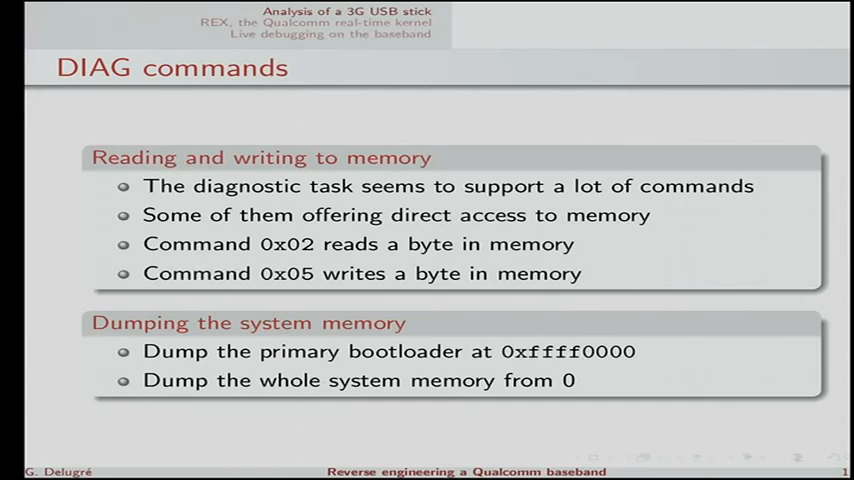 Analysis of a 3G USB stick
REX, the Qualcomm real-time kernel
Live debugging on the baseband
DIAG commands
Reading and writing to memory
The diagnostic task seems to support a lot of commands
Some of them offering direct access to memory
Command 0x02 reads a byte in memory
Command 0x05 writes a byte in memory
Dumping the system memory
Dump the primary bootloader at 0xffff0000
Dump the whole system memory from 0
G. Delugré
Reverse engineering a Qualcomm baseband
1